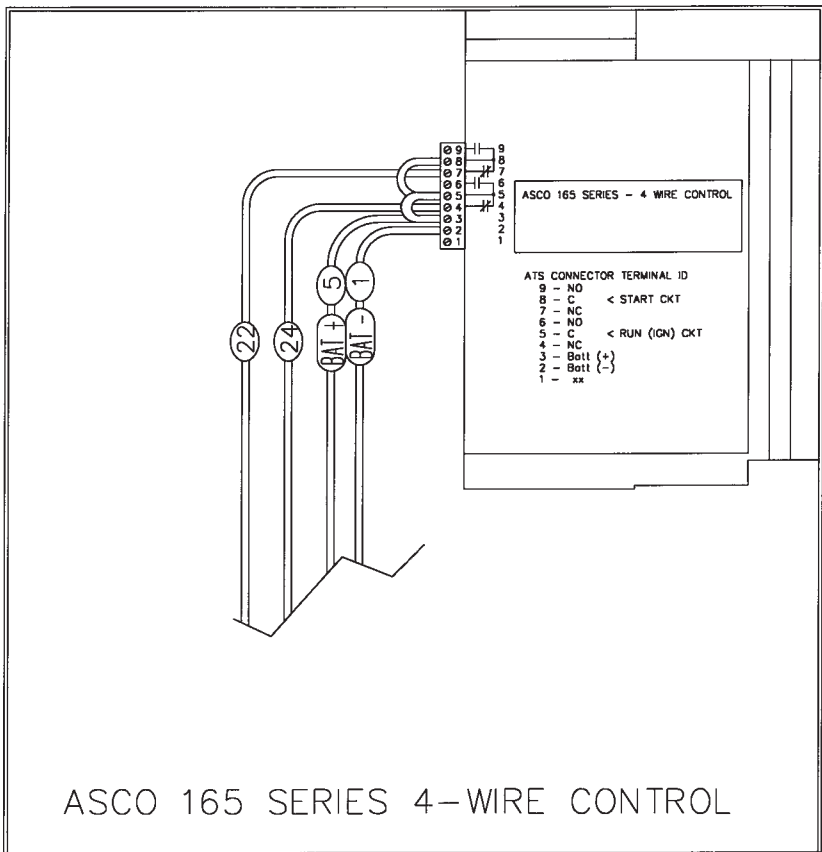 9 9
8 8
7 7
6 6
5 5
4 4
3 3
2 2
1 1
ASCO 165 SERIES - 4 WIRE CONTROL
ATS CONNECTOR TERMINAL ID
9 - NO
8 - C < START CKT
7 - NC
6 - NO
5 - C < RUN (IGN) CKT
4 - NC
3 - Batt (+)
2 - Batt (-)
1 - xx
5 1
22 24 BAT + BAT -
ASCO 165 SERIES 4-WIRE CONTROL